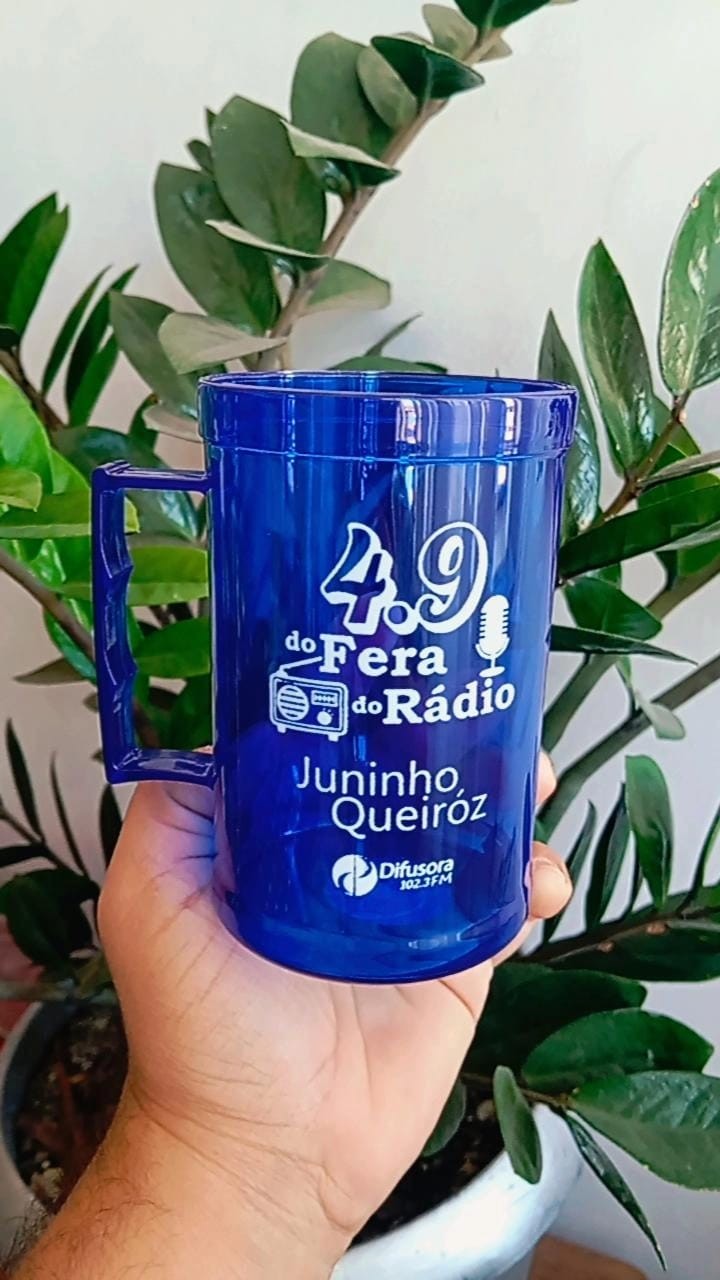 4.9
do Fera
do Rádio
Juninho
Queiróz
Difusora
102.3 FM